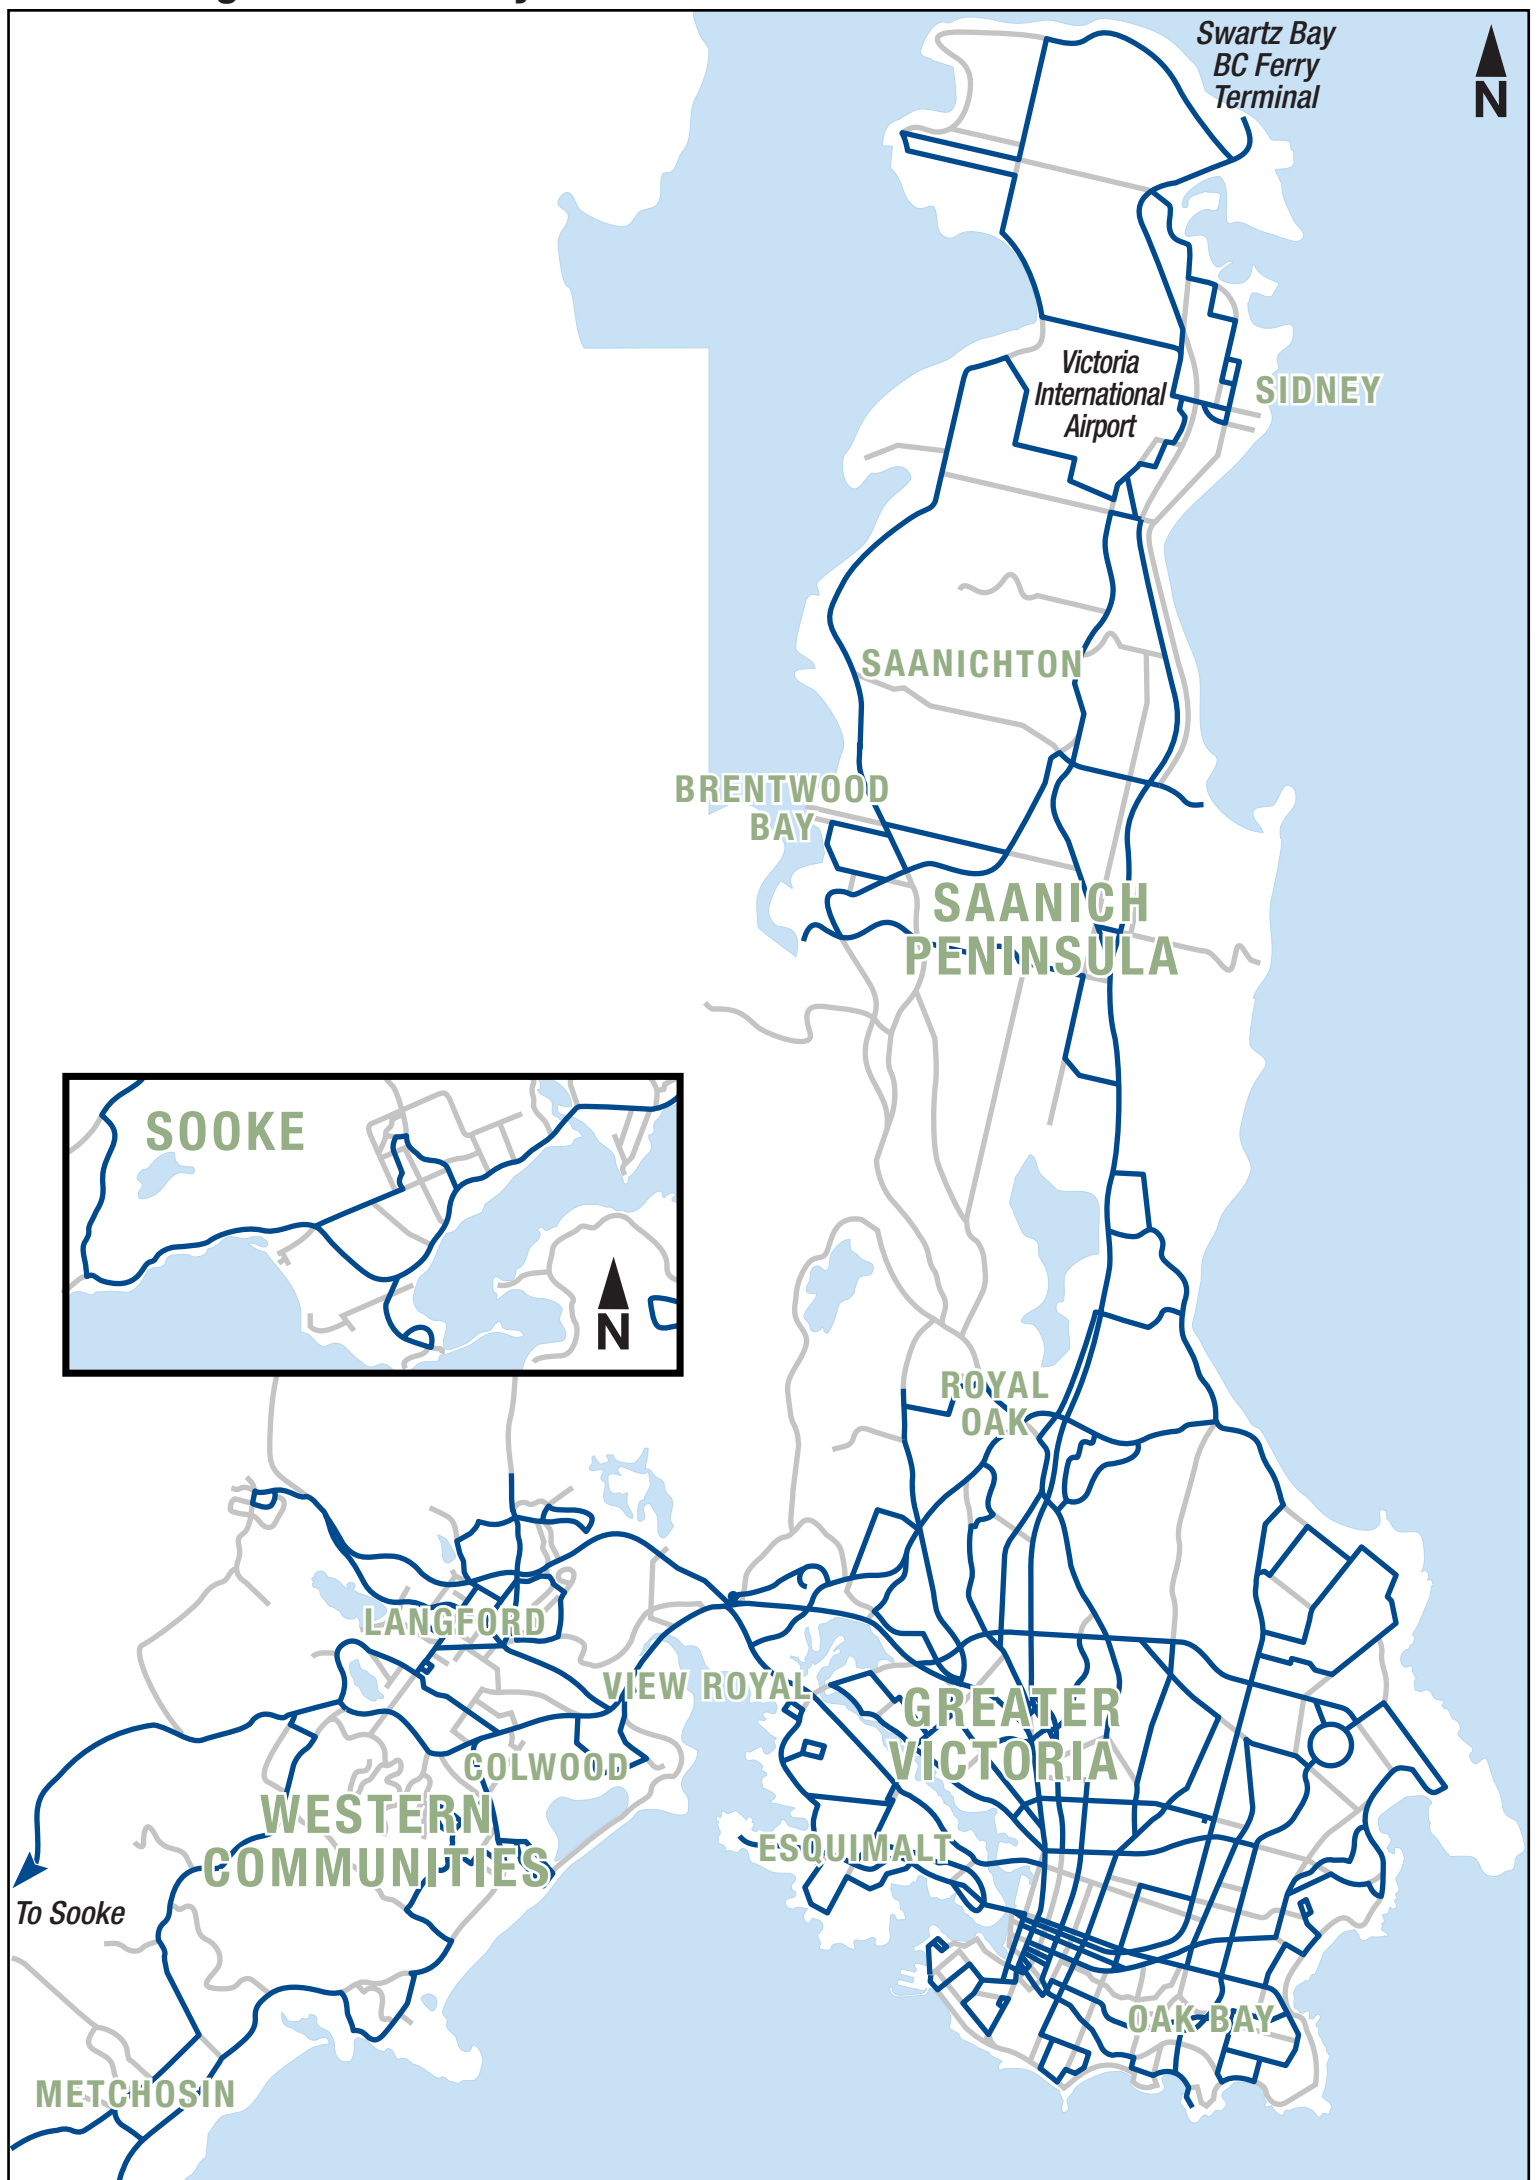 Swartz Bay
BC Ferry
Terminal
N
Victoria
International
Airport
SIDNEY
SAANICHTON
BRENTWOOD
BAY
SAANICH
PENINSULA
SOOKE
N
ROYAL
OAK
LANGFORD
VIEW ROYAL
GREATER
VICTORIA
COLWOOD
WESTERN
COMMUNITIES
ESQUIMALT
To Sooke
OAK BAY
METCHOSIN